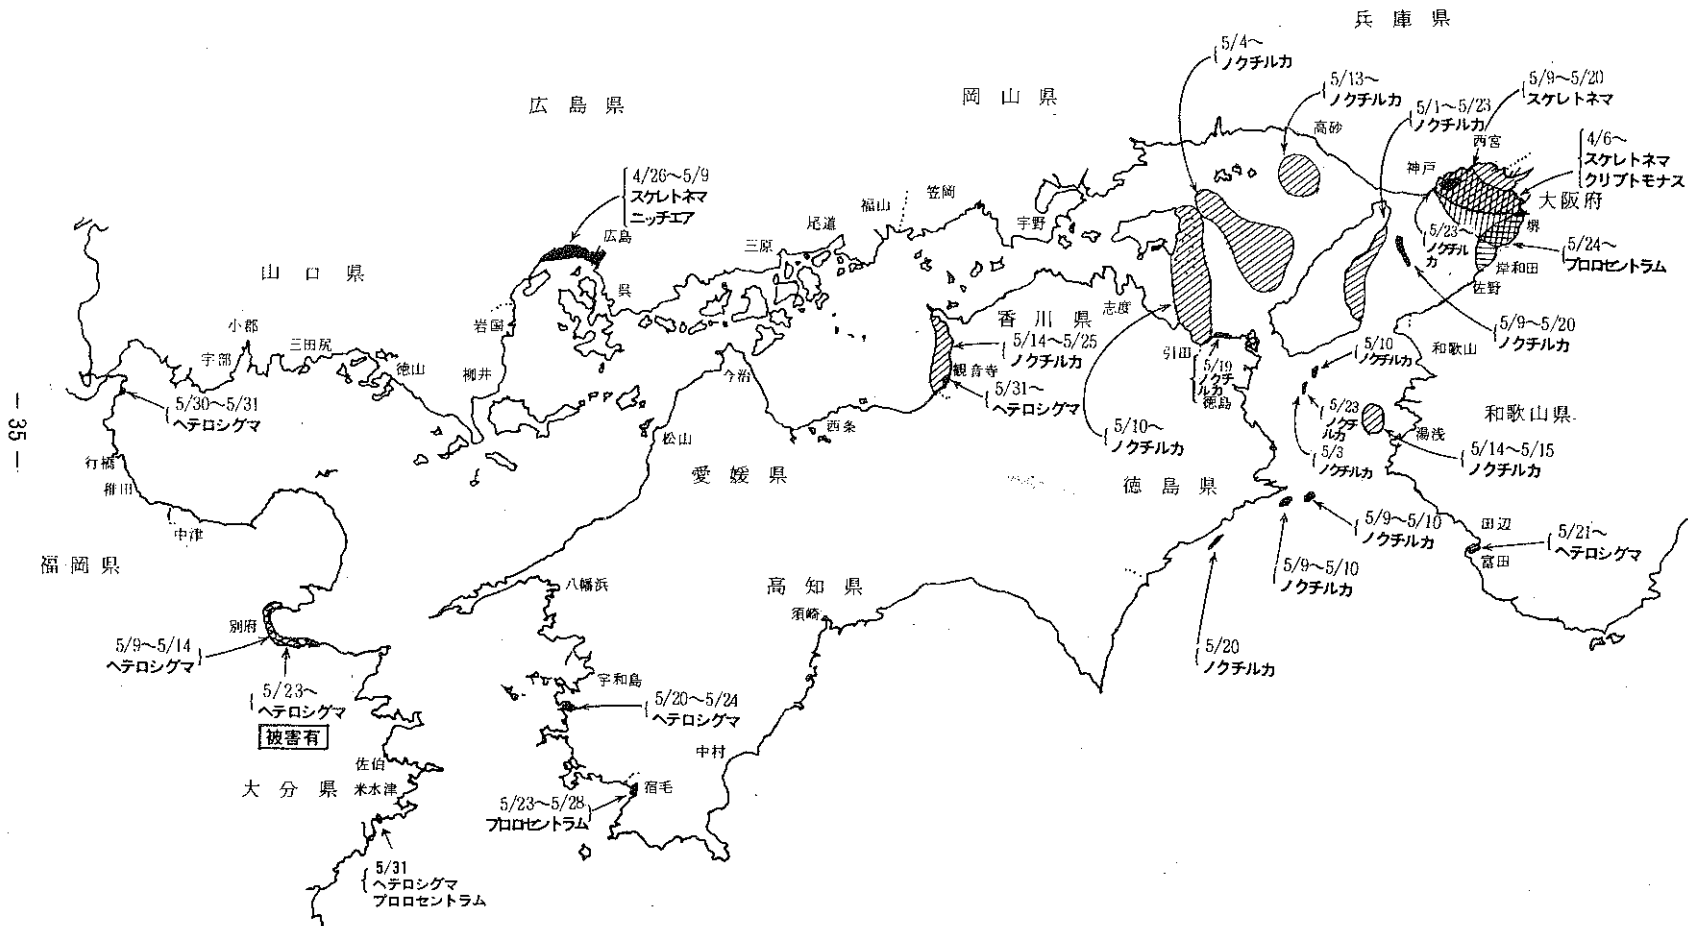 兵庫県
5/4～
ノクチルカ
5/13～
ノクチルカ
5/9～5/20
スケレトネマ
5/1～5/23
ノクチルカ
岡山県
広島県
高砂
西宮
神戸
4/6～
スケレトネマ
クリプトモナス
大阪府
堺
4/26～5/9
スケレトネマ
ニッチエア
広島
尾道
福山
笠岡
宇野
三原
5/23～
ノクチル
カ
5/24～
プロロセントラム
岸和田
佐野
山口県
呉
岩国
小郡
宇部
三田尻
徳山
柳井
今治
香川県
志度
5/14～5/25
ノクチルカ
観音寺
5/31～
ヘテロシグマ
引田
5/19
ノクチ
ルカ
徳島
5/9～5/20
ノクチルカ
5/10
ノクチルカ
和歌山
和歌山県
5/23
ノクチ
ルカ
5/3
ノクチルカ
湯浅
5/14～5/15
ノクチルカ
5/10～
ノクチルカ
5/30～5/31
ヘテロシグマ
行橋
椎田
中津
松山
西条
愛媛県
徳島県
5/9～5/10
ノクチルカ
5/9～5/10
ノクチルカ
田辺
富田
5/21～
ヘテロシグマ
福岡県
八幡浜
高知県
須崎
別府
5/9～5/14
ヘテロシグマ
5/23～
ヘテロシグマ
被害有
5/20
ノクチルカ
宇和島
5/20～5/24
ヘテロシグマ
中村
佐伯
大分県
米水津
宿毛
5/23～5/28
プロロセントラム
5/31
ヘテロシグマ
プロロセントラム
－35－